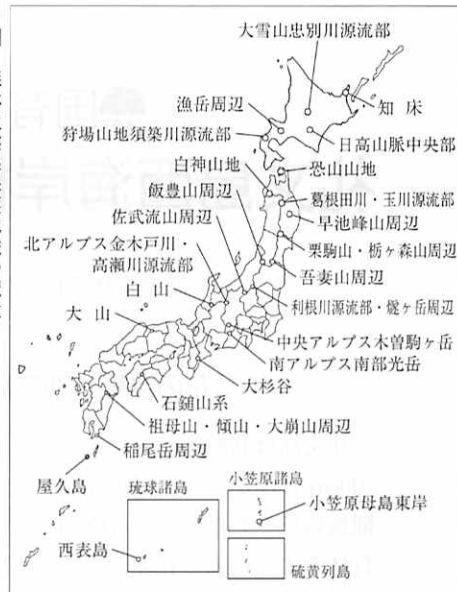 大雪山忠別川源流部
漁岳周辺
知床
狩場山地須築川源流部
日高山脈中央部
白神山地
恐山山地
飯豊山周辺
葛根田川・玉川源流部
佐武流山周辺
早池峰山周辺
北アルプス金木戸川・
高瀬川源流部
栗駒山・栃ヶ森山周辺
吾妻山周辺
白山
利根川源流部・燧ヶ岳周辺
大山
中央アルプス木曽駒ヶ岳
南アルプス南部光岳
大杉谷
石鎚山系
祖母山・傾山・大崩山周辺
稲尾岳周辺
屋久島
琉球諸島
小笠原諸島
小笠原母島東岸
西表島
硫黄列島